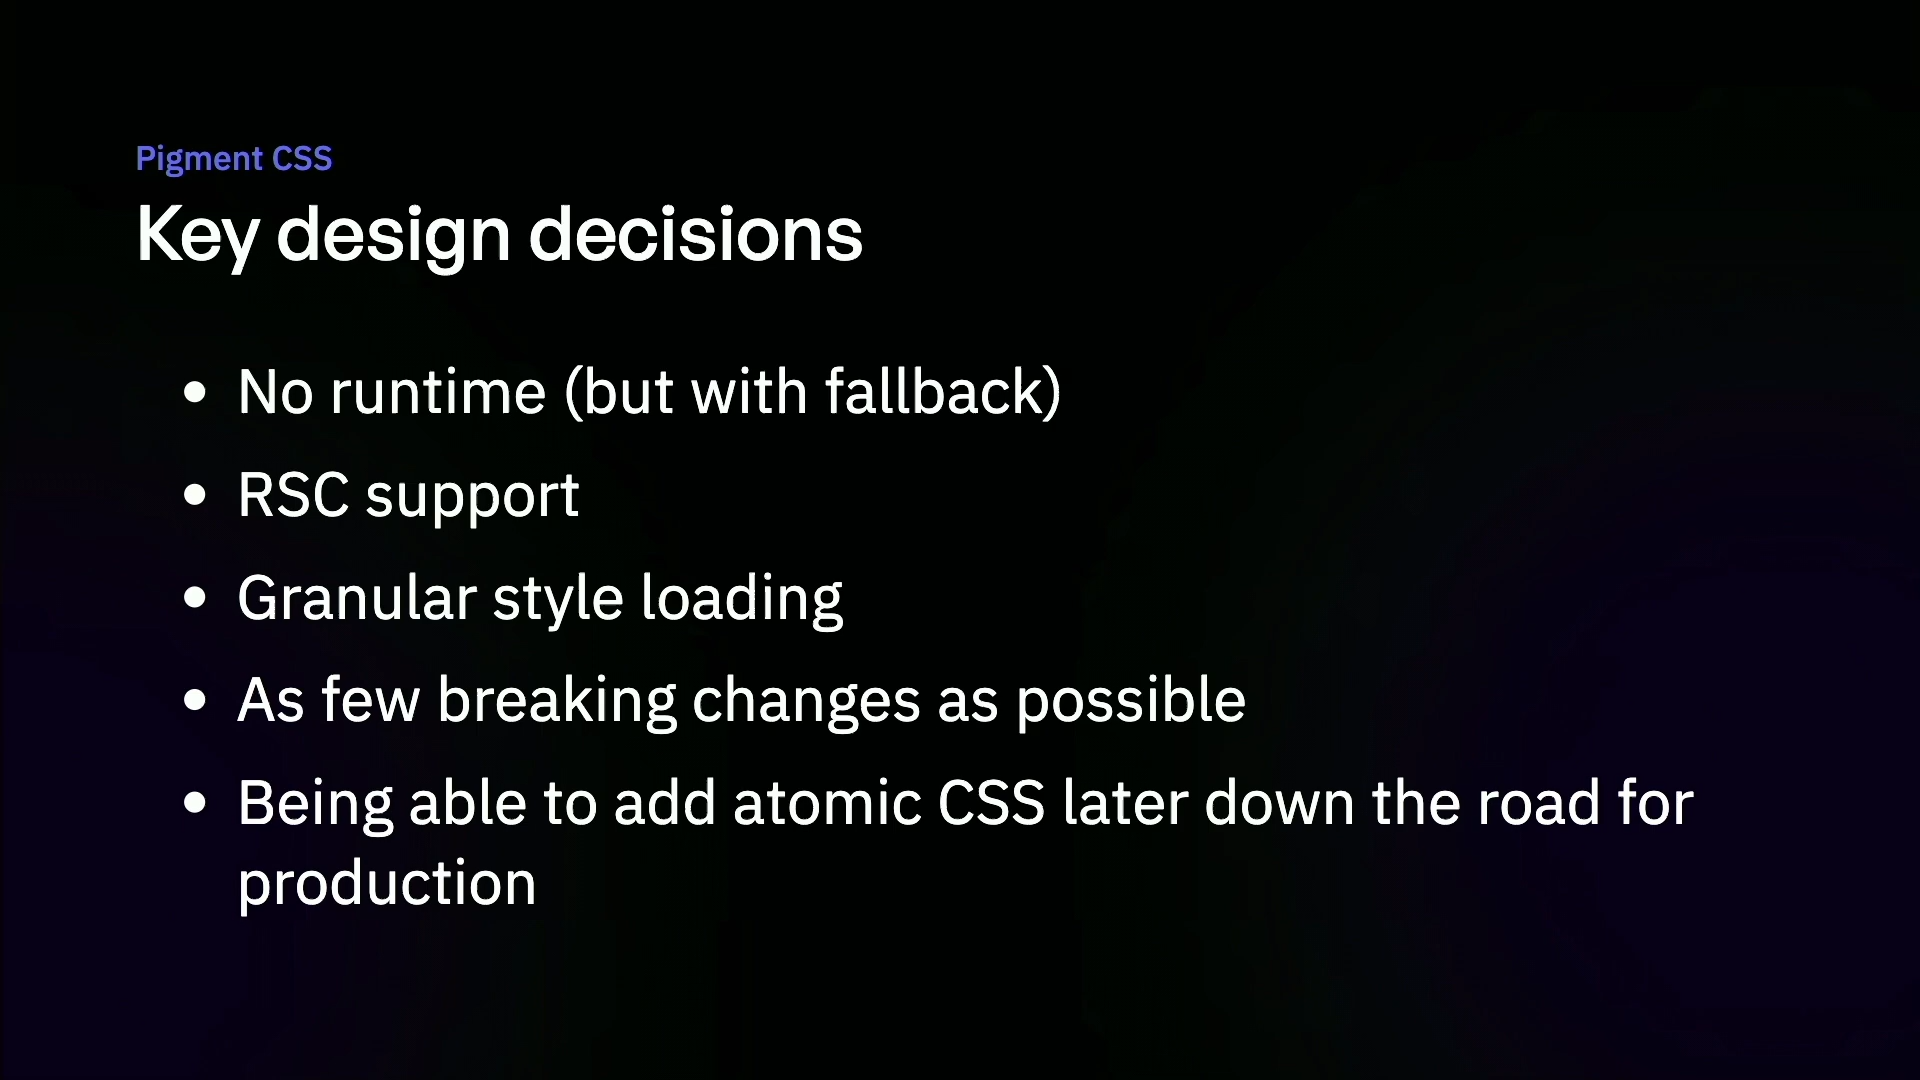 Pigment CSS
Key design decisions
• No runtime (but with fallback)
• RSC support
• Granular style loading
• As few breaking changes as possible
• Being able to add atomic CSS later down the road for
production